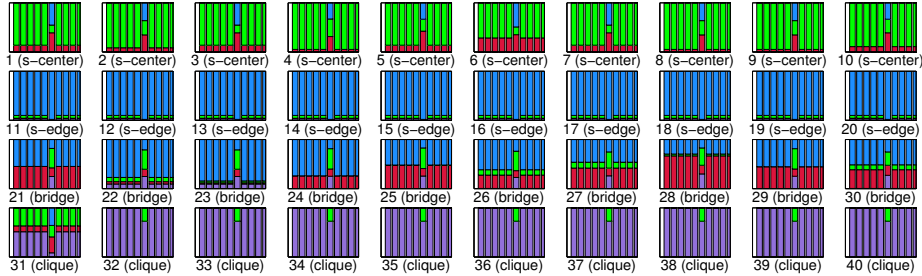 1 (s−center) 2 (s−center) 3 (s−center) 4 (s−center) 5 (s−center) 6 (s−center) 7 (s−center) 8 (s−center) 9 (s−center) 10 (s−center)
11 (s−edge) 12 (s−edge) 13 (s−edge) 14 (s−edge) 15 (s−edge) 16 (s−edge) 17 (s−edge) 18 (s−edge) 19 (s−edge) 20 (s−edge)
21 (bridge) 22 (bridge) 23 (bridge) 24 (bridge) 25 (bridge) 26 (bridge) 27 (bridge) 28 (bridge) 29 (bridge) 30 (bridge)
31 (clique) 32 (clique) 33 (clique) 34 (clique) 35 (clique) 36 (clique) 37 (clique) 38 (clique) 39 (clique) 40 (clique)